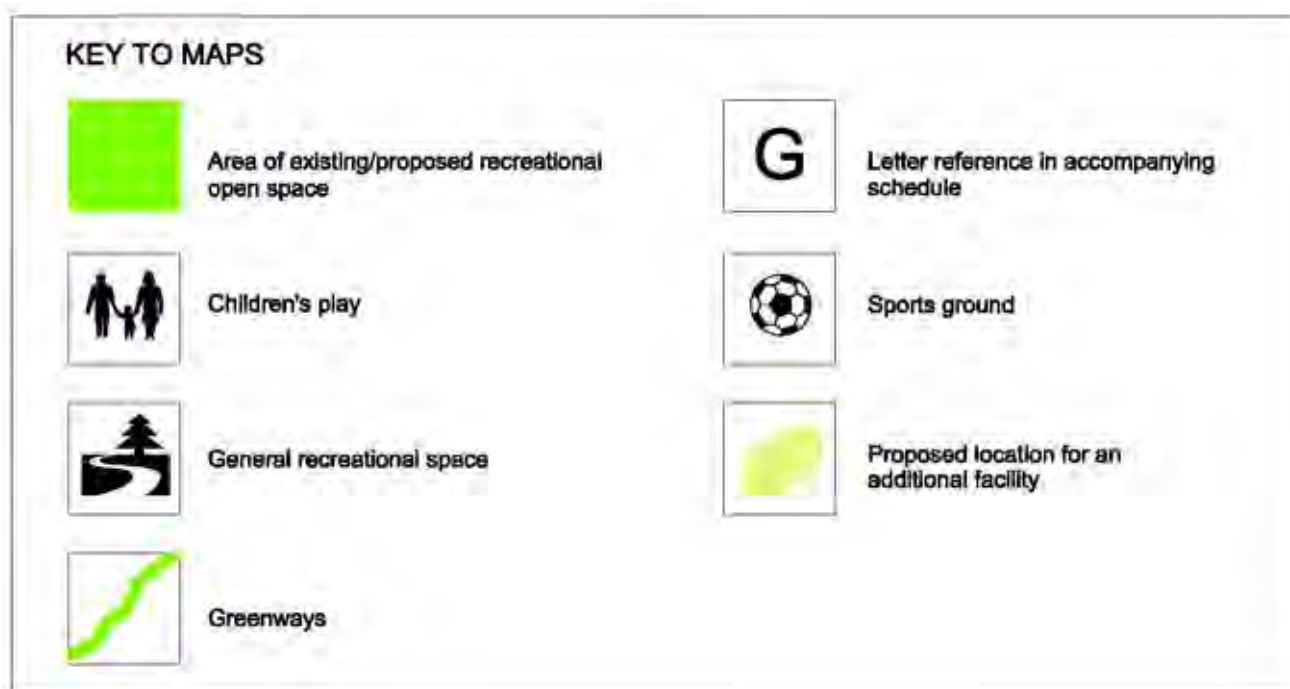 KEY TO MAPS
Area of existing/proposed recreational
open space
G
Letter reference in accompanying
schedule
Children's play
Sports ground
General recreational space
Proposed location for an
additional facility
Greenways